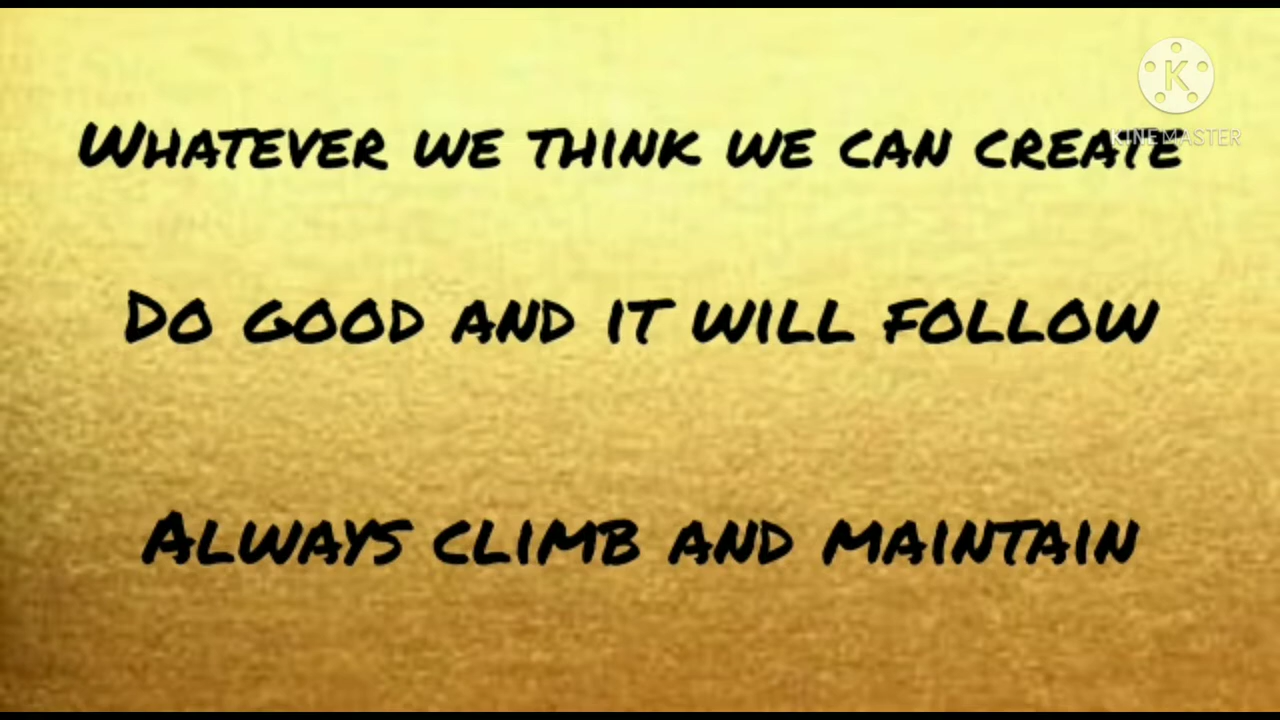 K
KINEMASTER
Whatever we think we can create
Do good and it will follow
Always climb and maintain